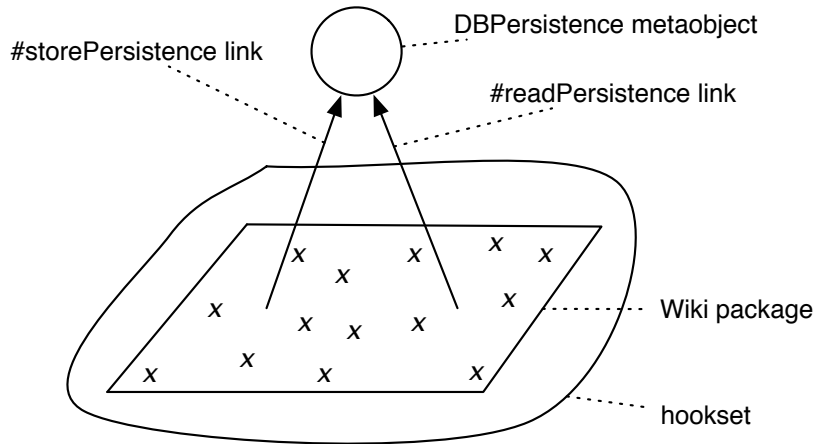 DBPersistence metaobject
#storePersistence link
#readPersistence link
x
x
x
x
x
x
x
x
x
x
x
x
x
x
Wiki package
hookset